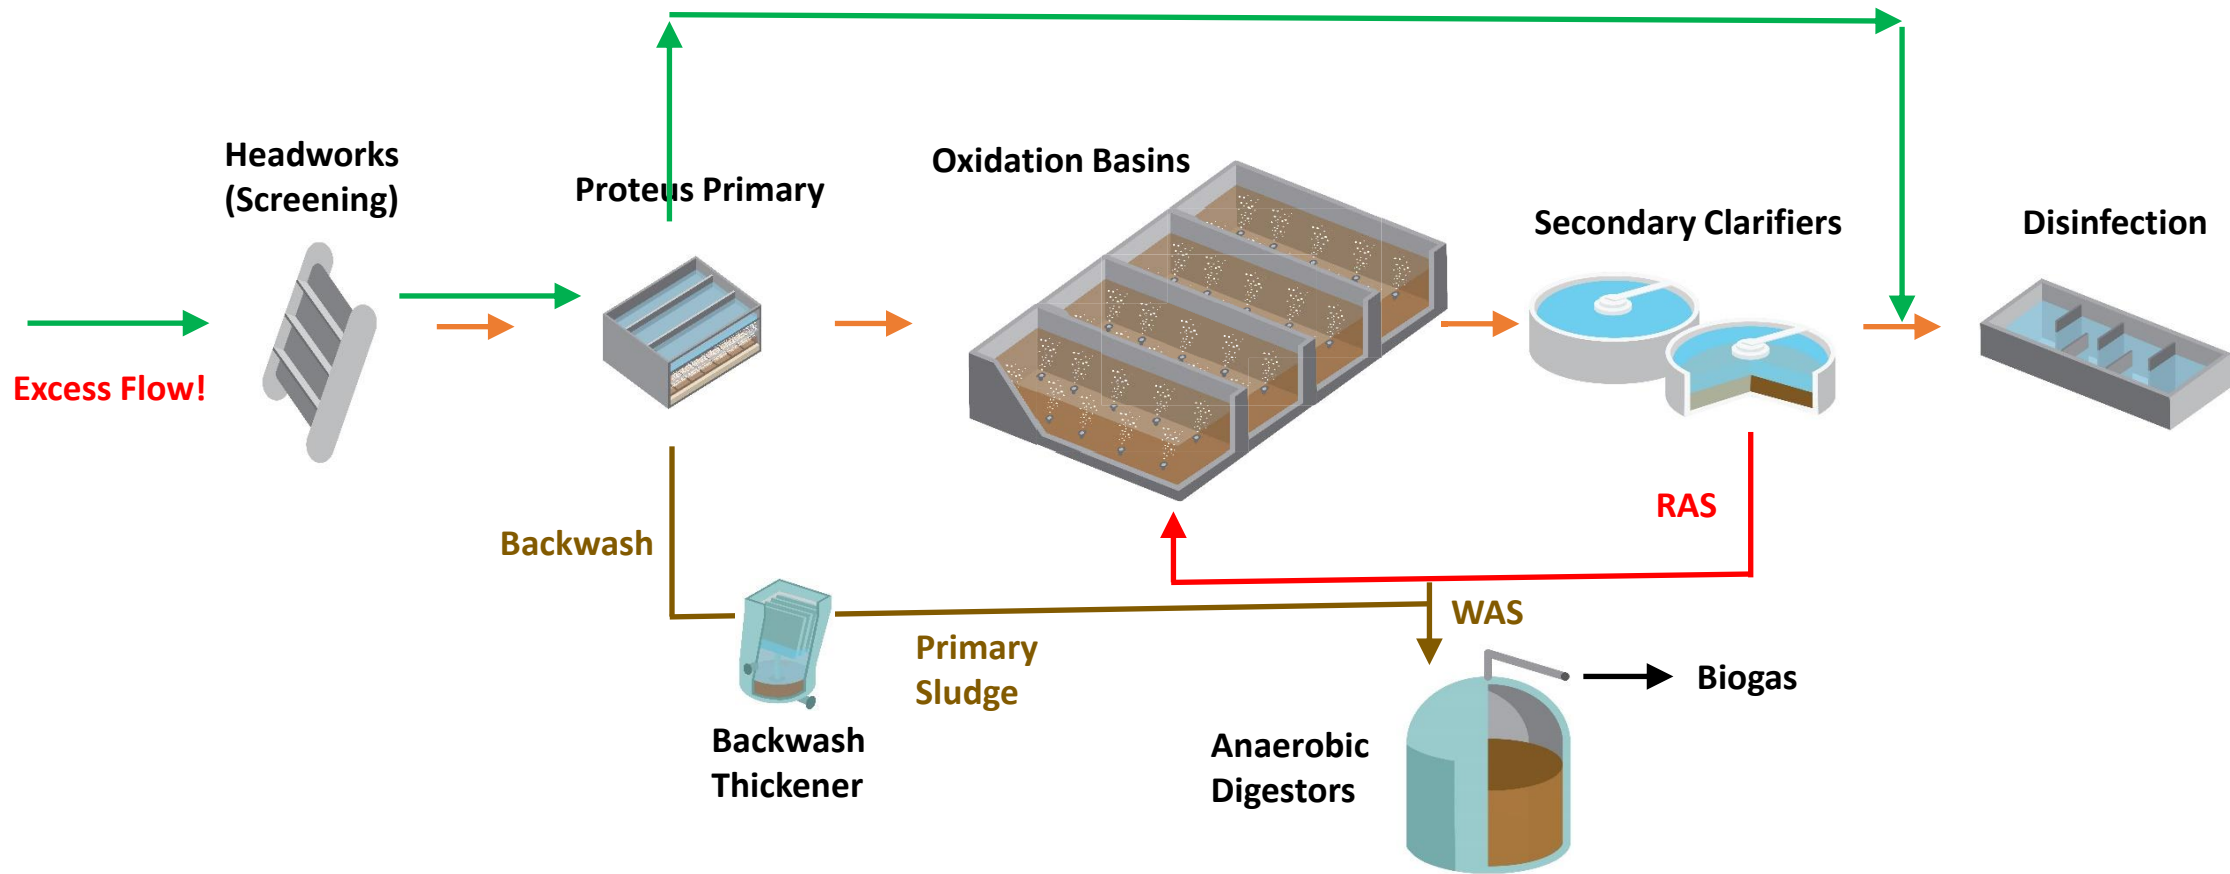 Headworks
(Screening)
Proteus Primary
Oxidation Basins
Secondary Clarifiers
Disinfection
Excess Flow!
Backwash
RAS
WAS
Primary
Sludge
Biogas
Backwash
Thickener
Anaerobic
Digestors